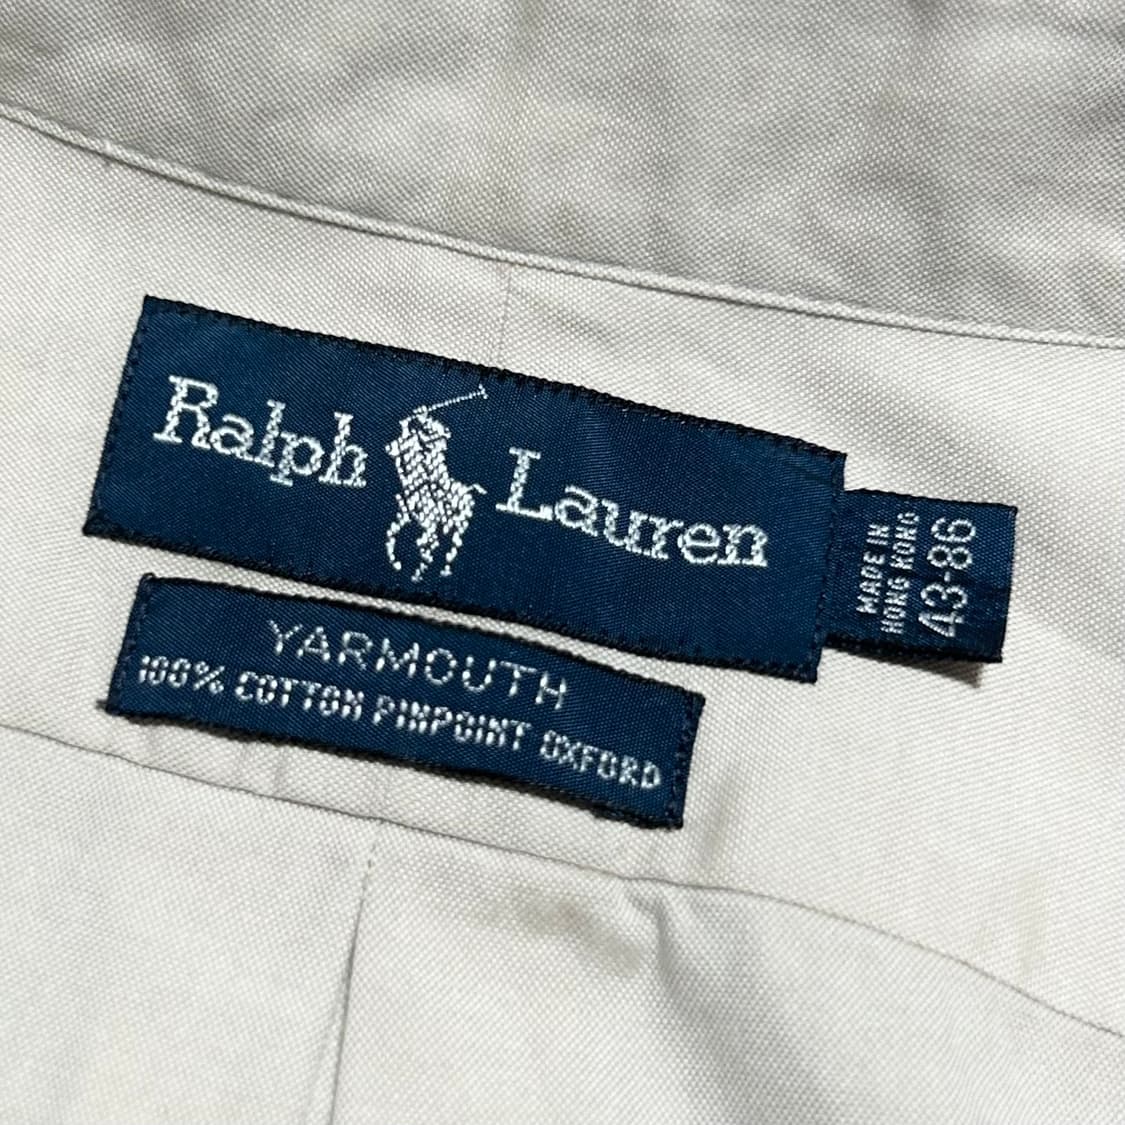 Ralph Lauren
MADE IN
HONG KONG
43-86
YARMOUTH
100% COTTON PINPOINT OXFORD